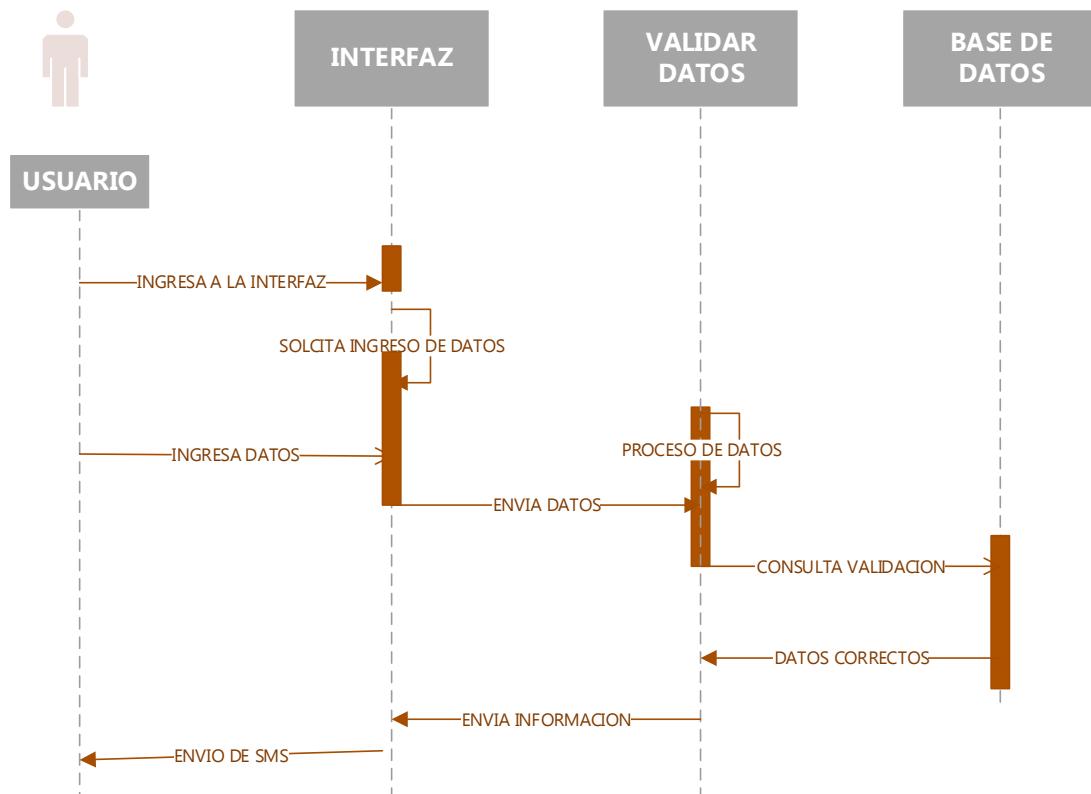 INTERFAZ
VALIDAR
DATOS
BASE DE
DATOS
USUARIO
INGRESA A LA INTERFAZ
SOLCITA INGRESO DE DATOS
INGRESA DATOS
PROCESO DE DATOS
ENVIA DATOS
CONSULTA VALIDACION
DATOS CORRECTOS
ENVIA INFORMACION
ENVIO DE SMS